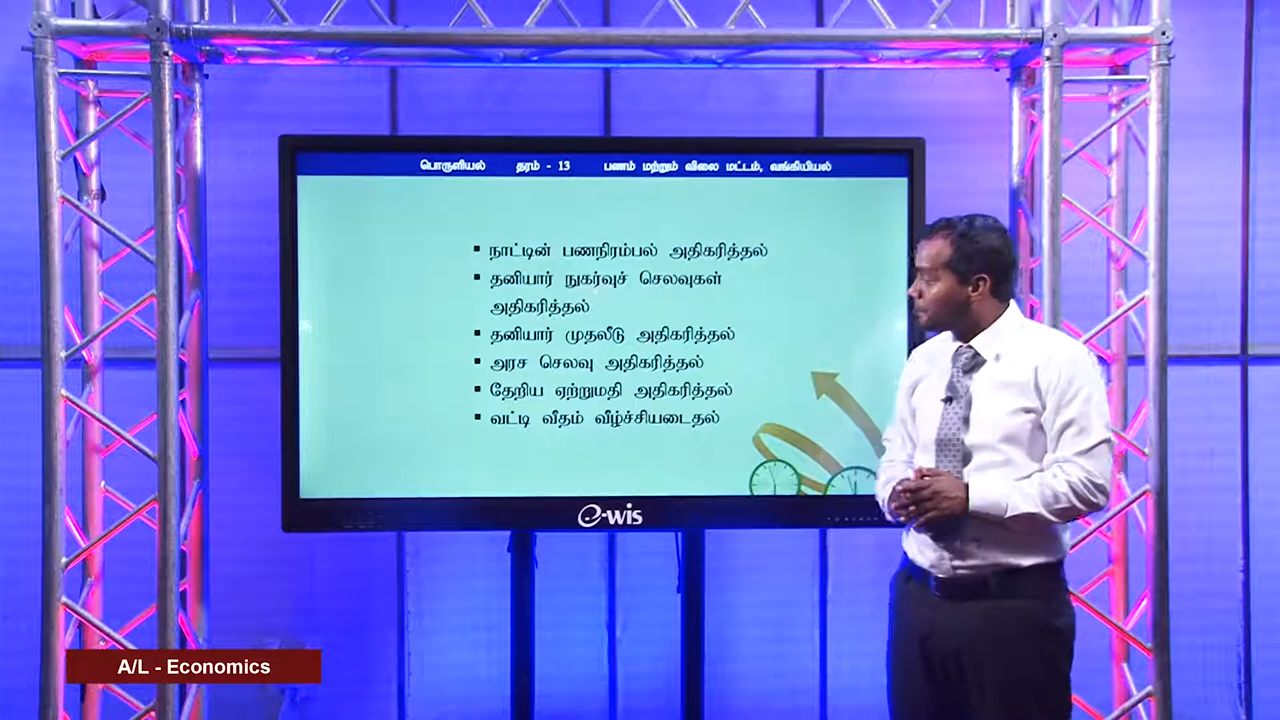 பொருளியல் தரம் - 13 பணம் மற்றும் விலை மட்டம், வங்கியியல்
▪ நாட்டின் பணநிரம்பல் அதிகரித்தல்
▪ தனியார் நுகர்வுச் செலவுகள்
அதிகரித்தல்
▪ தனியார் முதலீடு அதிகரித்தல்
▪ அரச செலவு அதிகரித்தல்
▪ தேறிய ஏற்றுமதி அதிகரித்தல்
▪ வட்டி வீதம் வீழ்ச்சியடைதல்
e-wis
A/L - Economics